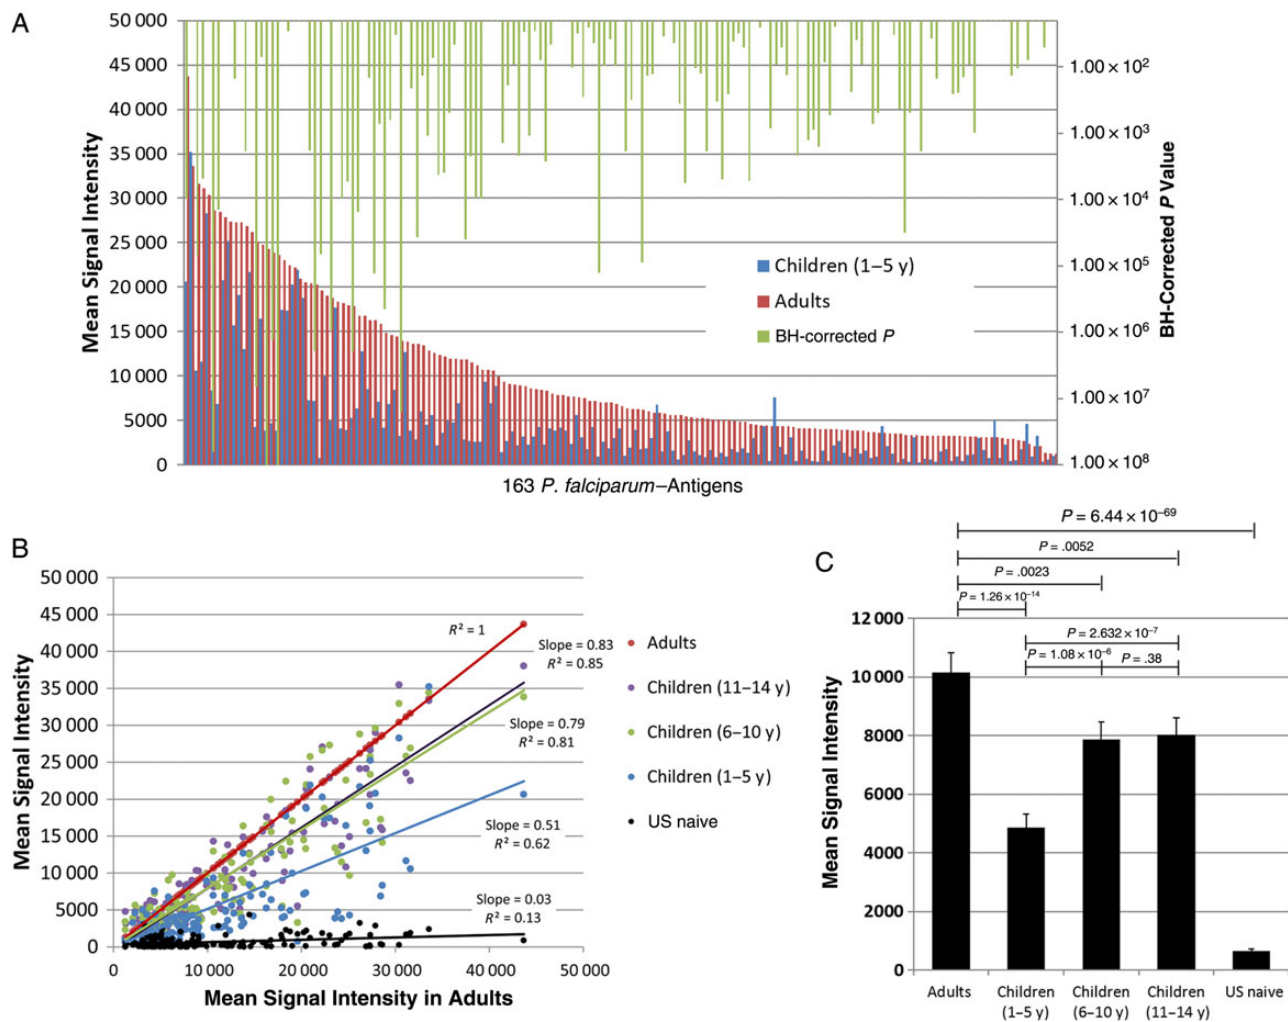 A
50 000
45 000
40 000
35 000
30 000
25 000
20 000
15 000
10 000
5000
0
Mean Signal Intensity
1.00 × 10²
1.00 × 10³
1.00 × 10⁴
1.00 × 10⁵
1.00 × 10⁶
1.00 × 10⁷
1.00 × 10⁸
BH-Corrected P Value
Children (1–5 y)
Adults
BH-corrected P
163 P. falciparum–Antigens
B
50 000
45 000
40 000
35 000
30 000
25 000
20 000
15 000
10 000
5000
0
Mean Signal Intensity
R² = 1
Slope = 0.83
R² = 0.85
Slope = 0.79
R² = 0.81
Slope = 0.51
R² = 0.62
Slope = 0.03
R² = 0.13
Adults
Children (11–14 y)
Children (6–10 y)
Children (1–5 y)
US naive
0 10 000 20 000 30 000 40 000 50 000
Mean Signal Intensity in Adults
C
P = 6.44 × 10⁻⁶⁹
P = .0052
P = .0023
P = 1.26 × 10⁻¹⁴
P = 2.632 × 10⁻⁷
P = 1.08 × 10⁻⁶ P = .38
12 000
10 000
8000
6000
4000
2000
0
Mean Signal Intensity
Adults Children Children Children US naive
(1–5 y) (6–10 y) (11–14 y)